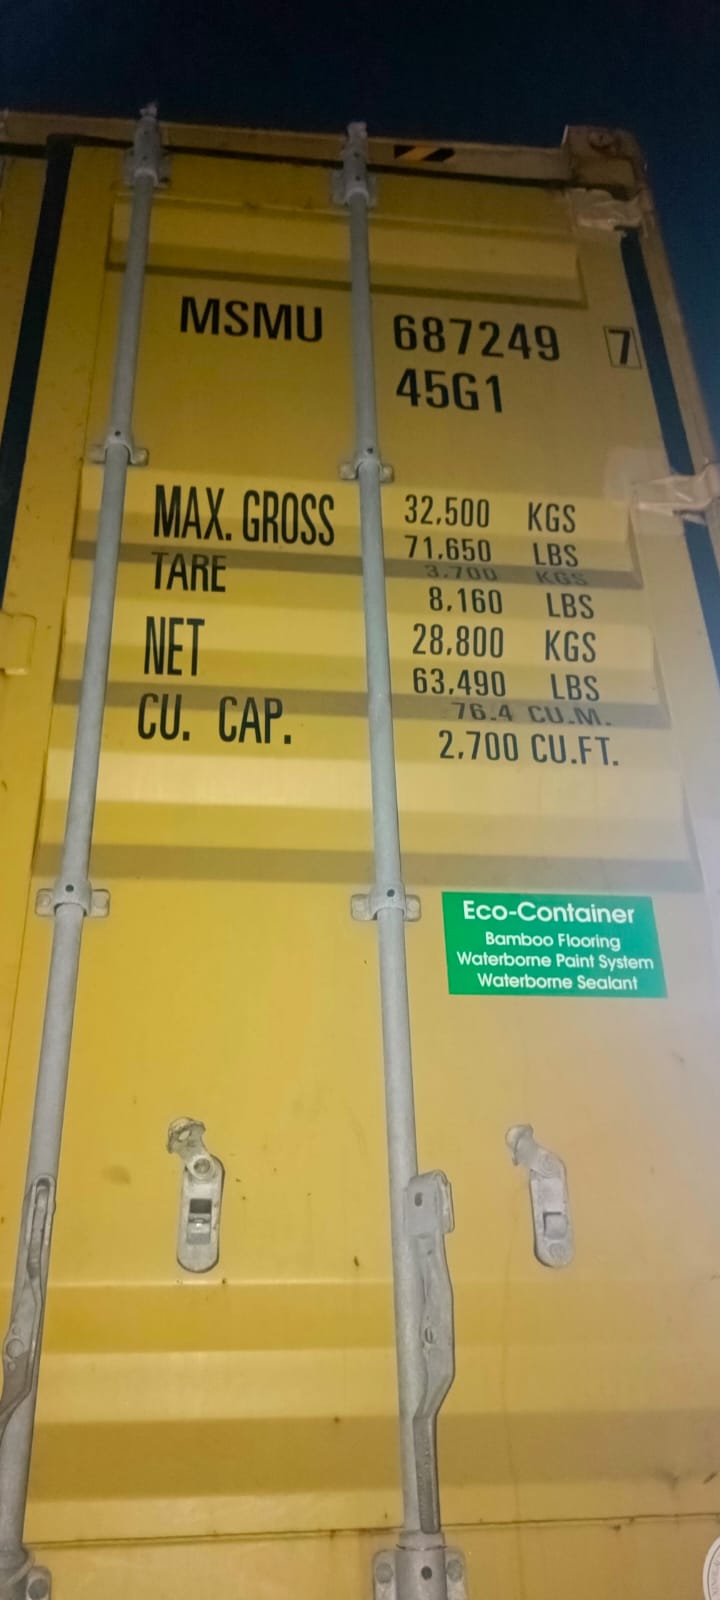 MSMU 687249 7
45G1
MAX. GROSS 32,500 KGS
71,650 LBS
TARE 3,700 KGS
8,160 LBS
NET 28,800 KGS
63,490 LBS
CU. CAP. 76.4 CU.M.
2,700 CU.FT.
Eco-Container
Bamboo Flooring
Waterborne Paint System
Waterborne Sealant